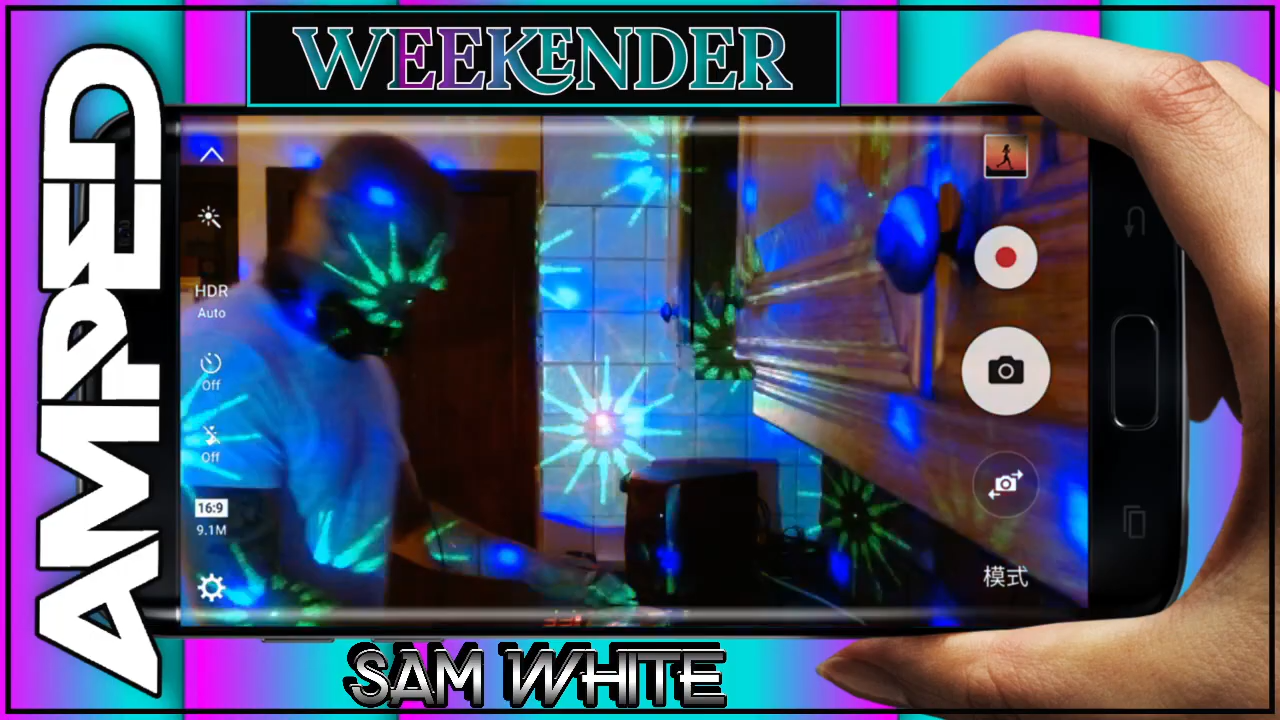 WEEKENDER
AMPED
HDR
Auto
Off
Off
16:9
9.1M
模式
SAM WHITE